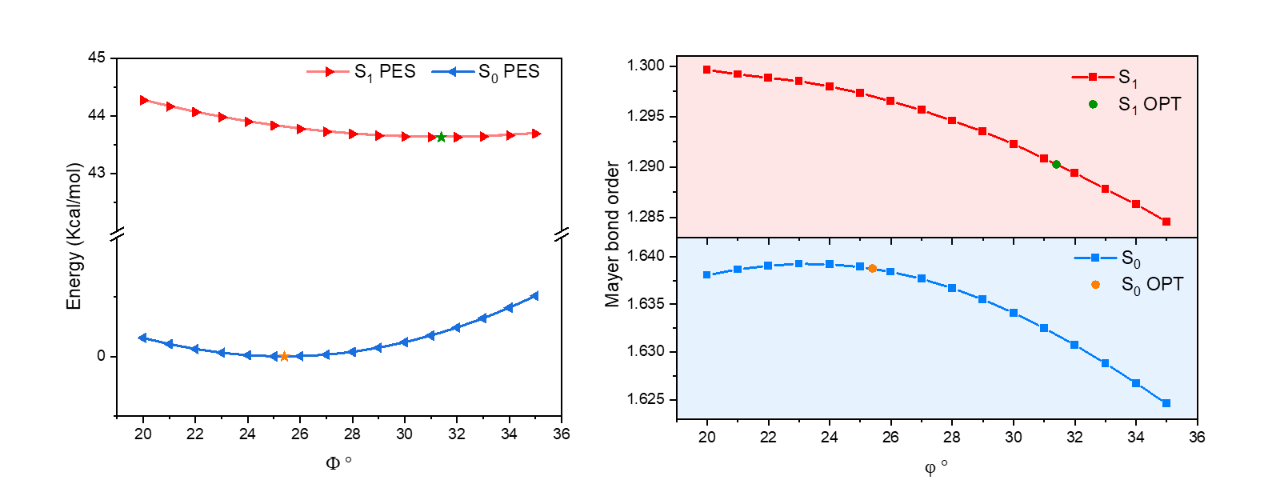 45
44
43
0
Energy (Kcal/mol)
S1 PES
S0 PES
20 22 24 26 28 30 32 34 36
Φ °
1.300
1.295
1.290
1.285
1.640
1.635
1.630
1.625
Mayer bond order
S1
S1 OPT
S0
S0 OPT
20 22 24 26 28 30 32 34 36
φ °